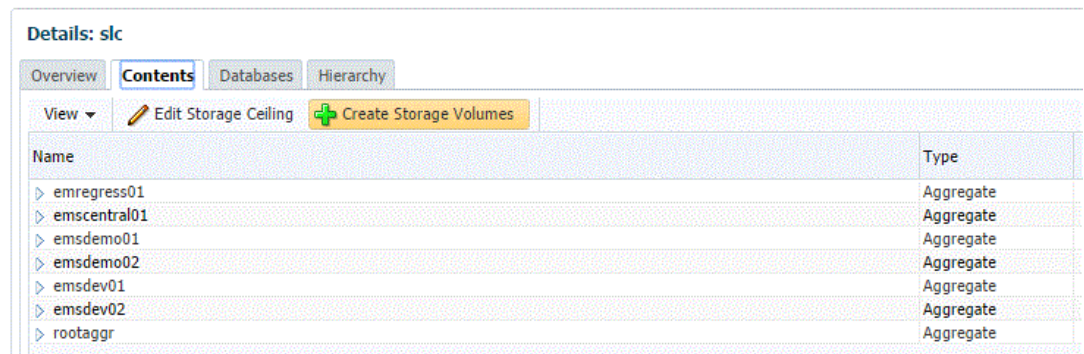 Details: slc
Overview Contents Databases Hierarchy
View Edit Storage Ceiling Create Storage Volumes
Name Type
emregress01 Aggregate
emscentral01 Aggregate
emsdemo01 Aggregate
emsdemo02 Aggregate
emsdev01 Aggregate
emsdev02 Aggregate
rootaggr Aggregate